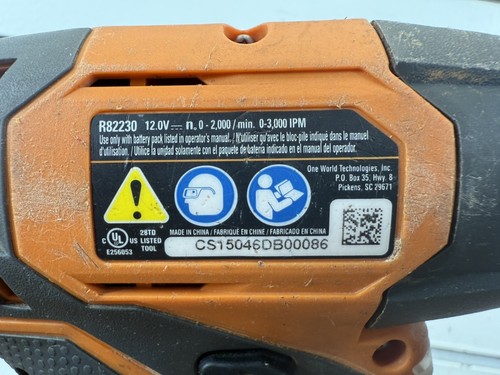 R82230 12.0V⎓ n₀ 0 - 2,000 / min. 0-3,000 IPM
Use only with battery pack listed in operator's manual. / N'utiliser qu'avec le bloc-pile indiqué dans le manuel
d'utilisation. / Utilice la unidad solamente con el paquete de batería indicado en el manual del operador.
One World Technologies, Inc.
P.O. Box 35, Hwy. 8
Pickens, SC 29671
C UL US LISTED
28TD
TOOL
E256053
MADE IN CHINA / FABRIQUÉ EN CHINE / FABRICADO EN CHINA
CS15046DB00086